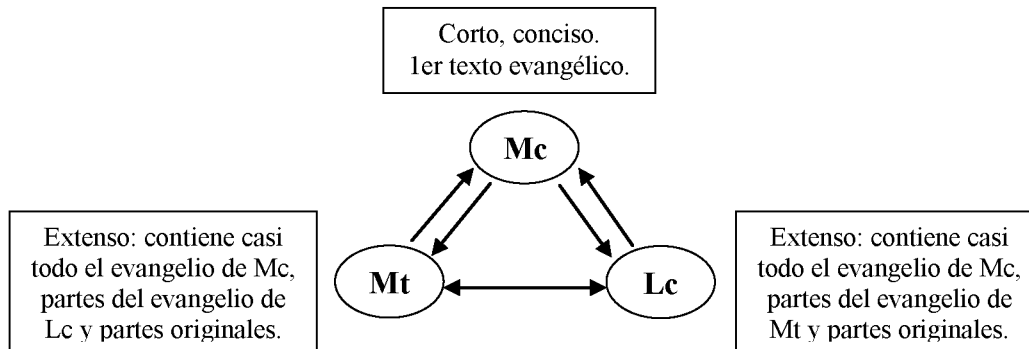 Corto, conciso.
1er texto evangélico.
Mc
Extenso: contiene casi
todo el evangelio de Mc,
partes del evangelio de
Lc y partes originales.
Mt
Lc
Extenso: contiene casi
todo el evangelio de Mc,
partes del evangelio de
Mt y partes originales.